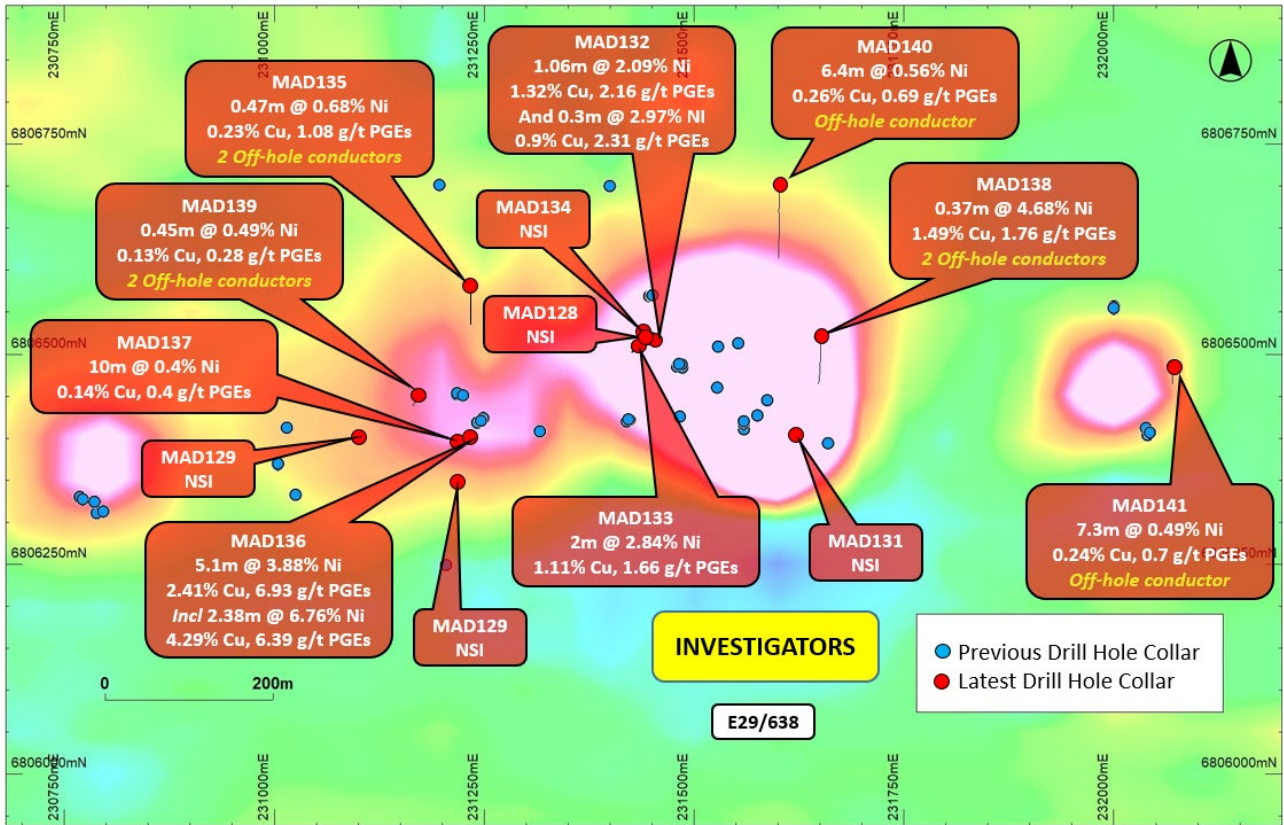 230750mE
231000mE
231250mE
231500mE
231750mE
232000mE
MAD135
0.47m @ 0.68% Ni
0.23% Cu, 1.08 g/t PGEs
2 Off-hole conductors
MAD132
1.06m @ 2.09% Ni
1.32% Cu, 2.16 g/t PGEs
And 0.3m @ 2.97% NI
0.9% Cu, 2.31 g/t PGEs
MAD140
6.4m @ 0.56% Ni
0.26% Cu, 0.69 g/t PGEs
Off-hole conductor
6806750mN
6806750mN
MAD139
0.45m @ 0.49% Ni
0.13% Cu, 0.28 g/t PGEs
2 Off-hole conductors
MAD134
NSI
MAD138
0.37m @ 4.68% Ni
1.49% Cu, 1.76 g/t PGEs
2 Off-hole conductors
MAD128
NSI
MAD137
10m @ 0.4% Ni
0.14% Cu, 0.4 g/t PGEs
6806500mN
6806500mN
MAD129
NSI
MAD136
5.1m @ 3.88% Ni
2.41% Cu, 6.93 g/t PGEs
Incl 2.38m @ 6.76% Ni
4.29% Cu, 6.39 g/t PGEs
MAD133
2m @ 2.84% Ni
1.11% Cu, 1.66 g/t PGEs
MAD131
NSI
MAD141
7.3m @ 0.49% Ni
0.24% Cu, 0.7 g/t PGEs
Off-hole conductor
6806250mN
MAD129
NSI
INVESTIGATORS
E29/638
Previous Drill Hole Collar
Latest Drill Hole Collar
0 200m
6806000mN
6806000mN
230750mE
231000mE
231250mE
231500mE
231750mE
232000mE